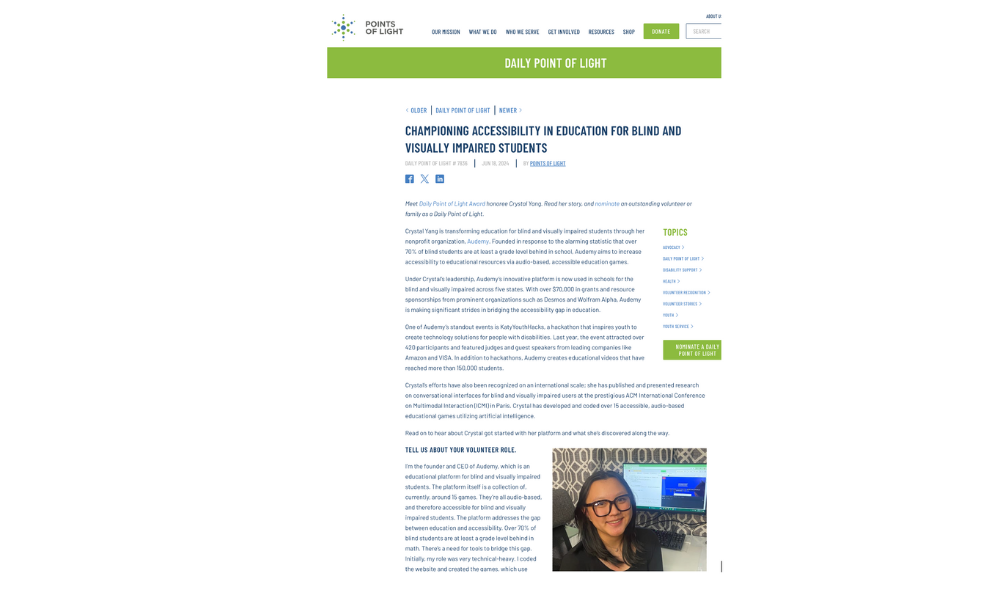 ABOUT U
POINTS
OF LIGHT
OUR MISSION WHAT WE DO WHO WE SERVE GET INVOLVED RESOURCES SHOP DONATE SEARCH
DAILY POINT OF LIGHT
< OLDER | DAILY POINT OF LIGHT | NEWER >
CHAMPIONING ACCESSIBILITY IN EDUCATION FOR BLIND AND
VISUALLY IMPAIRED STUDENTS
DAILY POINT OF LIGHT # | JUN 18, 2024 | BY POINTS OF LIGHT
Meet Daily Point of Light Award honoree Crystal Yang. Read her story, and nominate an outstanding volunteer or
family as a Daily Point of Light.
Crystal Yang is transforming education for blind and visually impaired students through her
nonprofit organization, Audemy. Founded in response to the alarming statistic that over
70% of blind students are at least a grade level behind in school, Audemy aims to increase
accessibility to educational resources via audio-based, accessible education games.
Under Crystal's leadership, Audemy's innovative platform is now used in schools for the
blind and visually impaired across five states. With over $70,000 in grants and resource
sponsorships from prominent organizations such as Desmos and Wolfram Alpha, Audemy
is making significant strides in bridging the accessibility gap in education.
One of Audemy's standout events is KatyYouthHacks, a hackathon that inspires youth to
create technology solutions for people with disabilities. Last year, the event attracted over
420 participants and featured judges and guest speakers from leading companies like
Amazon and VISA. In addition to hackathons, Audemy creates educational videos that have
reached more than 150,000 students.
TOPICS
ADVOCACY >
DAILY POINT OF LIGHT >
DISABILITY SUPPORT >
HEALTH >
VOLUNTEER RECOGNITION >
VOLUNTEER STORIES >
YOUTH >
YOUTH SERVICE >
NOMINATE A DAILY
POINT OF LIGHT
Crystal's efforts have also been recognized on an international scale; she has published and presented research
on conversational interfaces for blind and visually impaired users at the prestigious ACM International Conference
on Multimodal Interaction (ICMI) in Paris. Crystal has developed and coded over 15 accessible, audio-based
educational games utilizing artificial intelligence.
Read on to hear about Crystal got started with her platform and what she's discovered along the way.
TELL US ABOUT YOUR VOLUNTEER ROLE.
I'm the founder and CEO of Audemy, which is an
educational platform for blind and visually impaired
students. The platform itself is a collection of,
currently, around 15 games. They're all audio-based,
and therefore accessible for blind and visually
impaired students. The platform addresses the gap
between education and accessibility. Over 70% of
blind students are at least a grade level behind in
math. There's a need for tools to bridge this gap.
Initially, my role was very technical-heavy. I coded
the website and created the games, which use